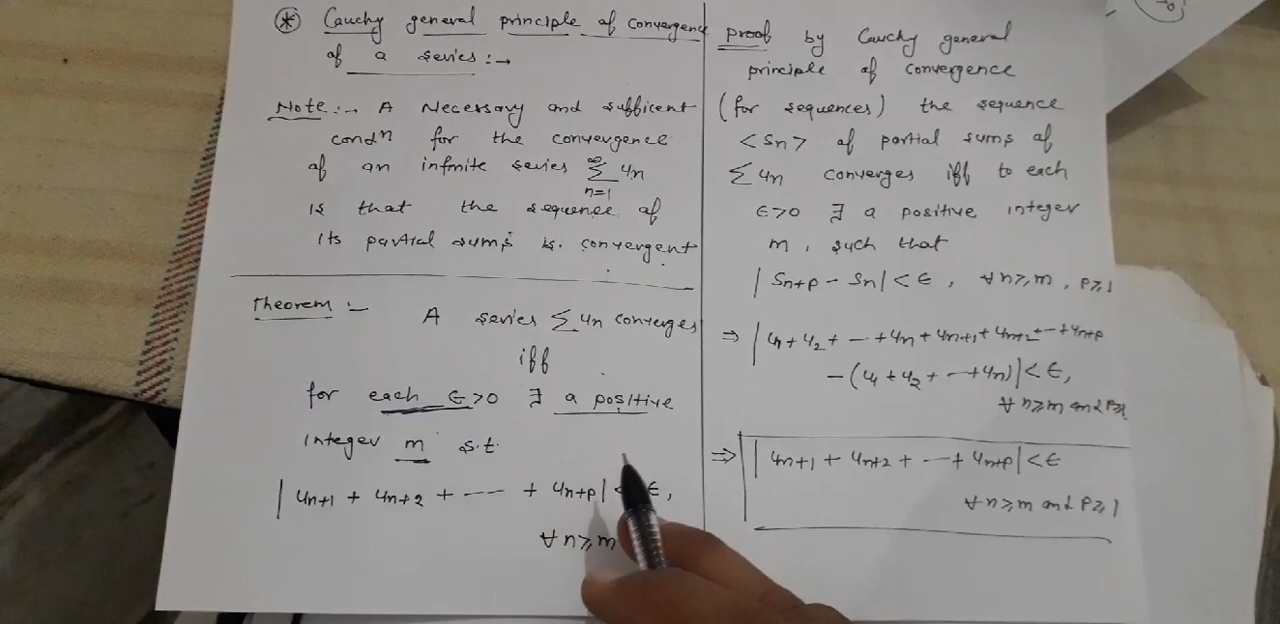 * Cauchy general principle of convergence
of a series :→
Note :- A Necessary and sufficent
condⁿ for the convergence
of an infinite series ∑_{n=1}^{∞} uₙ
is that the sequence of
its partial sums is convergent
Theorem :- A series ∑uₙ converges
iff
for each ∈>0 ∃ a positive
integer m s.t.
|uₙ₊₁ + uₙ₊₂ + --- + uₙ₊ₚ| < ∈,
∀ n≥m
proof by Cauchy general
principle of convergence
(for sequences) the sequence
<Sn> of partial sums of
∑uₙ converges iff to each
∈>0 ∃ a positive integer
m, such that
|Sₙ₊ₚ - Sₙ| < ∈, ∀n≥m, p≥1
⇒ |u₁+u₂+---+uₙ+uₙ₊₁+uₙ₊₂+---+uₙ₊ₚ
-(u₁+u₂+---+uₙ)|<∈,
∀ n≥m and p≥1
⇒ |uₙ₊₁ + uₙ₊₂ + --- + uₙ₊ₚ| < ∈
∀ n≥m and p≥1